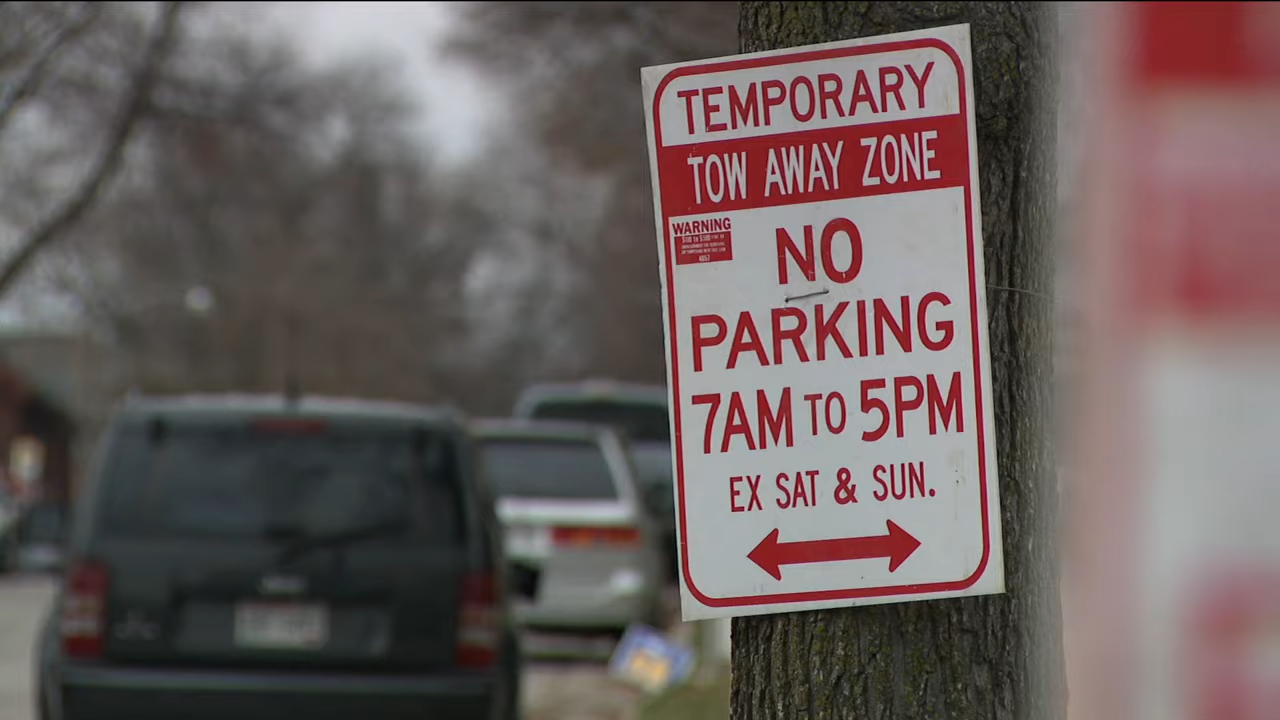 TEMPORARY
TOW AWAY ZONE
WARNING
NO
PARKING
7AM TO 5PM
EX SAT & SUN.